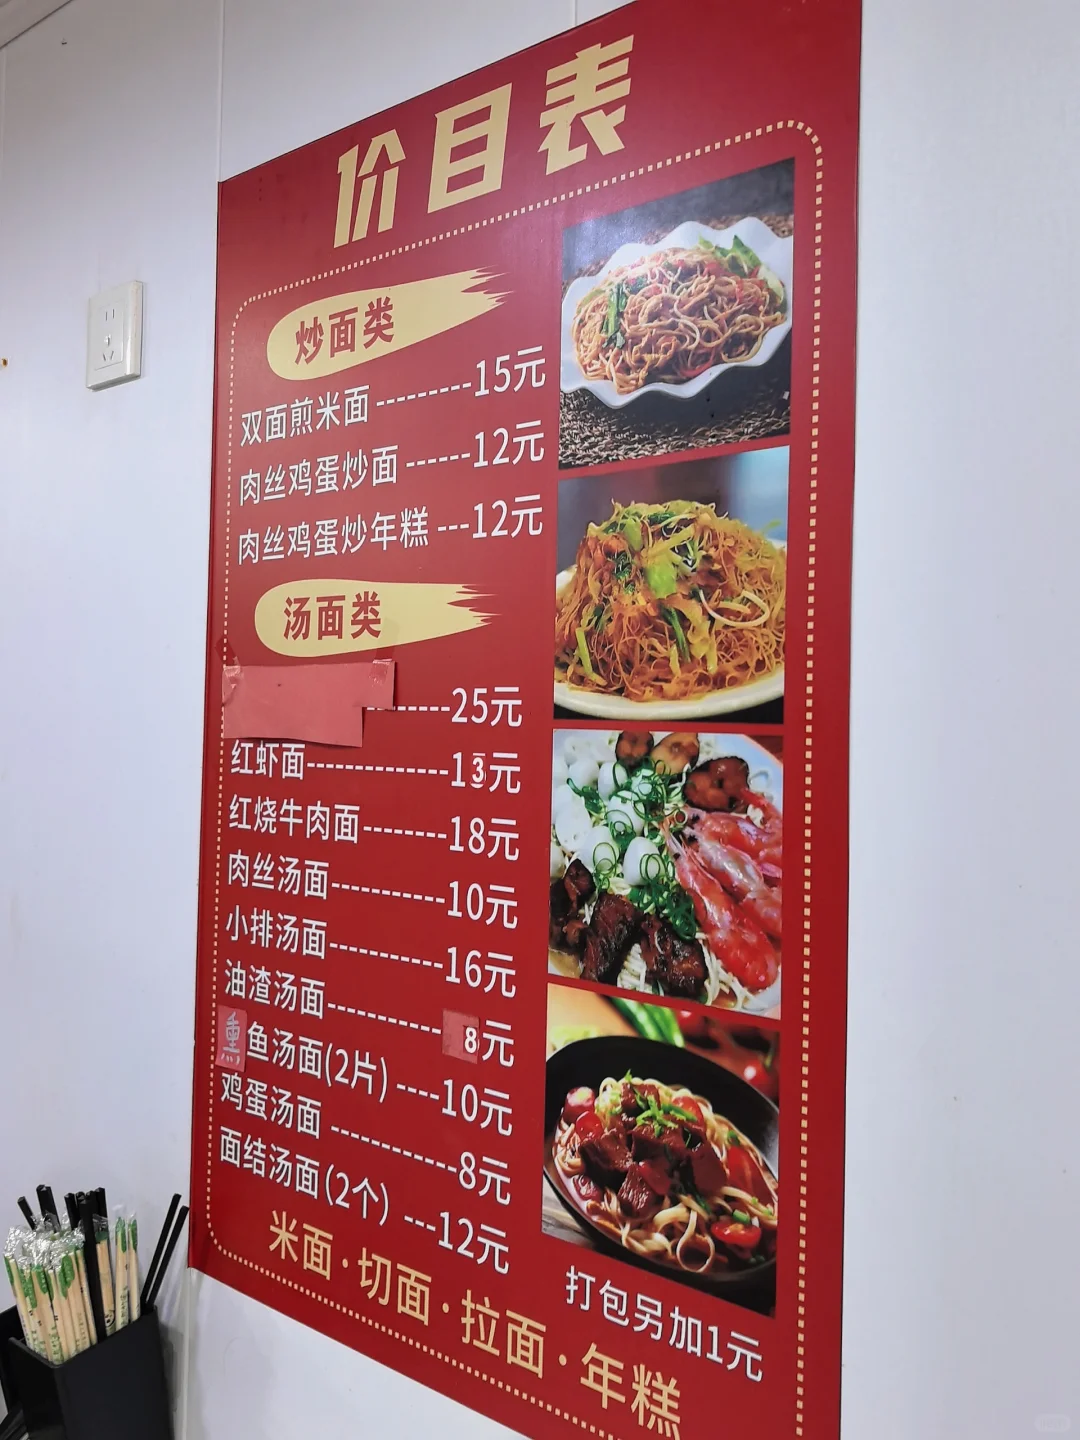 价目表
炒面类
双面煎米面---------15元
肉丝鸡蛋炒面------12元
肉丝鸡蛋炒年糕---12元
汤面类
--------25元
红虾面--------------13元
红烧牛肉面--------18元
肉丝汤面-----------10元
小排汤面-----------16元
油渣汤面-----------8元
熏鱼汤面(2片)----10元
鸡蛋汤面------------8元
面结汤面(2个)---12元
米面·切面·拉面·年糕
打包另加1元